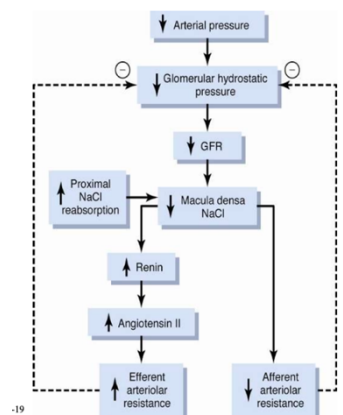 Arterial pressure
Glomerular hydrostatic
pressure
GFR
Proximal
NaCl
reabsorption
Macula densa
NaCl
Renin
Angiotensin II
Efferent
arteriolar
resistance
Afferent
arteriolar
resistance
-19